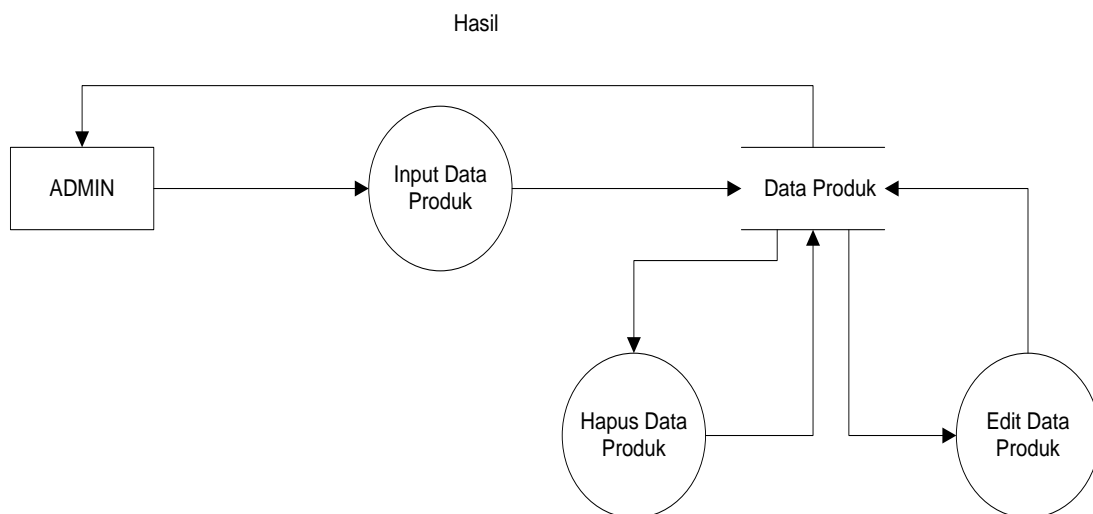 Hasil
ADMIN
Input Data
Produk
Data Produk
Hapus Data
Produk
Edit Data
Produk